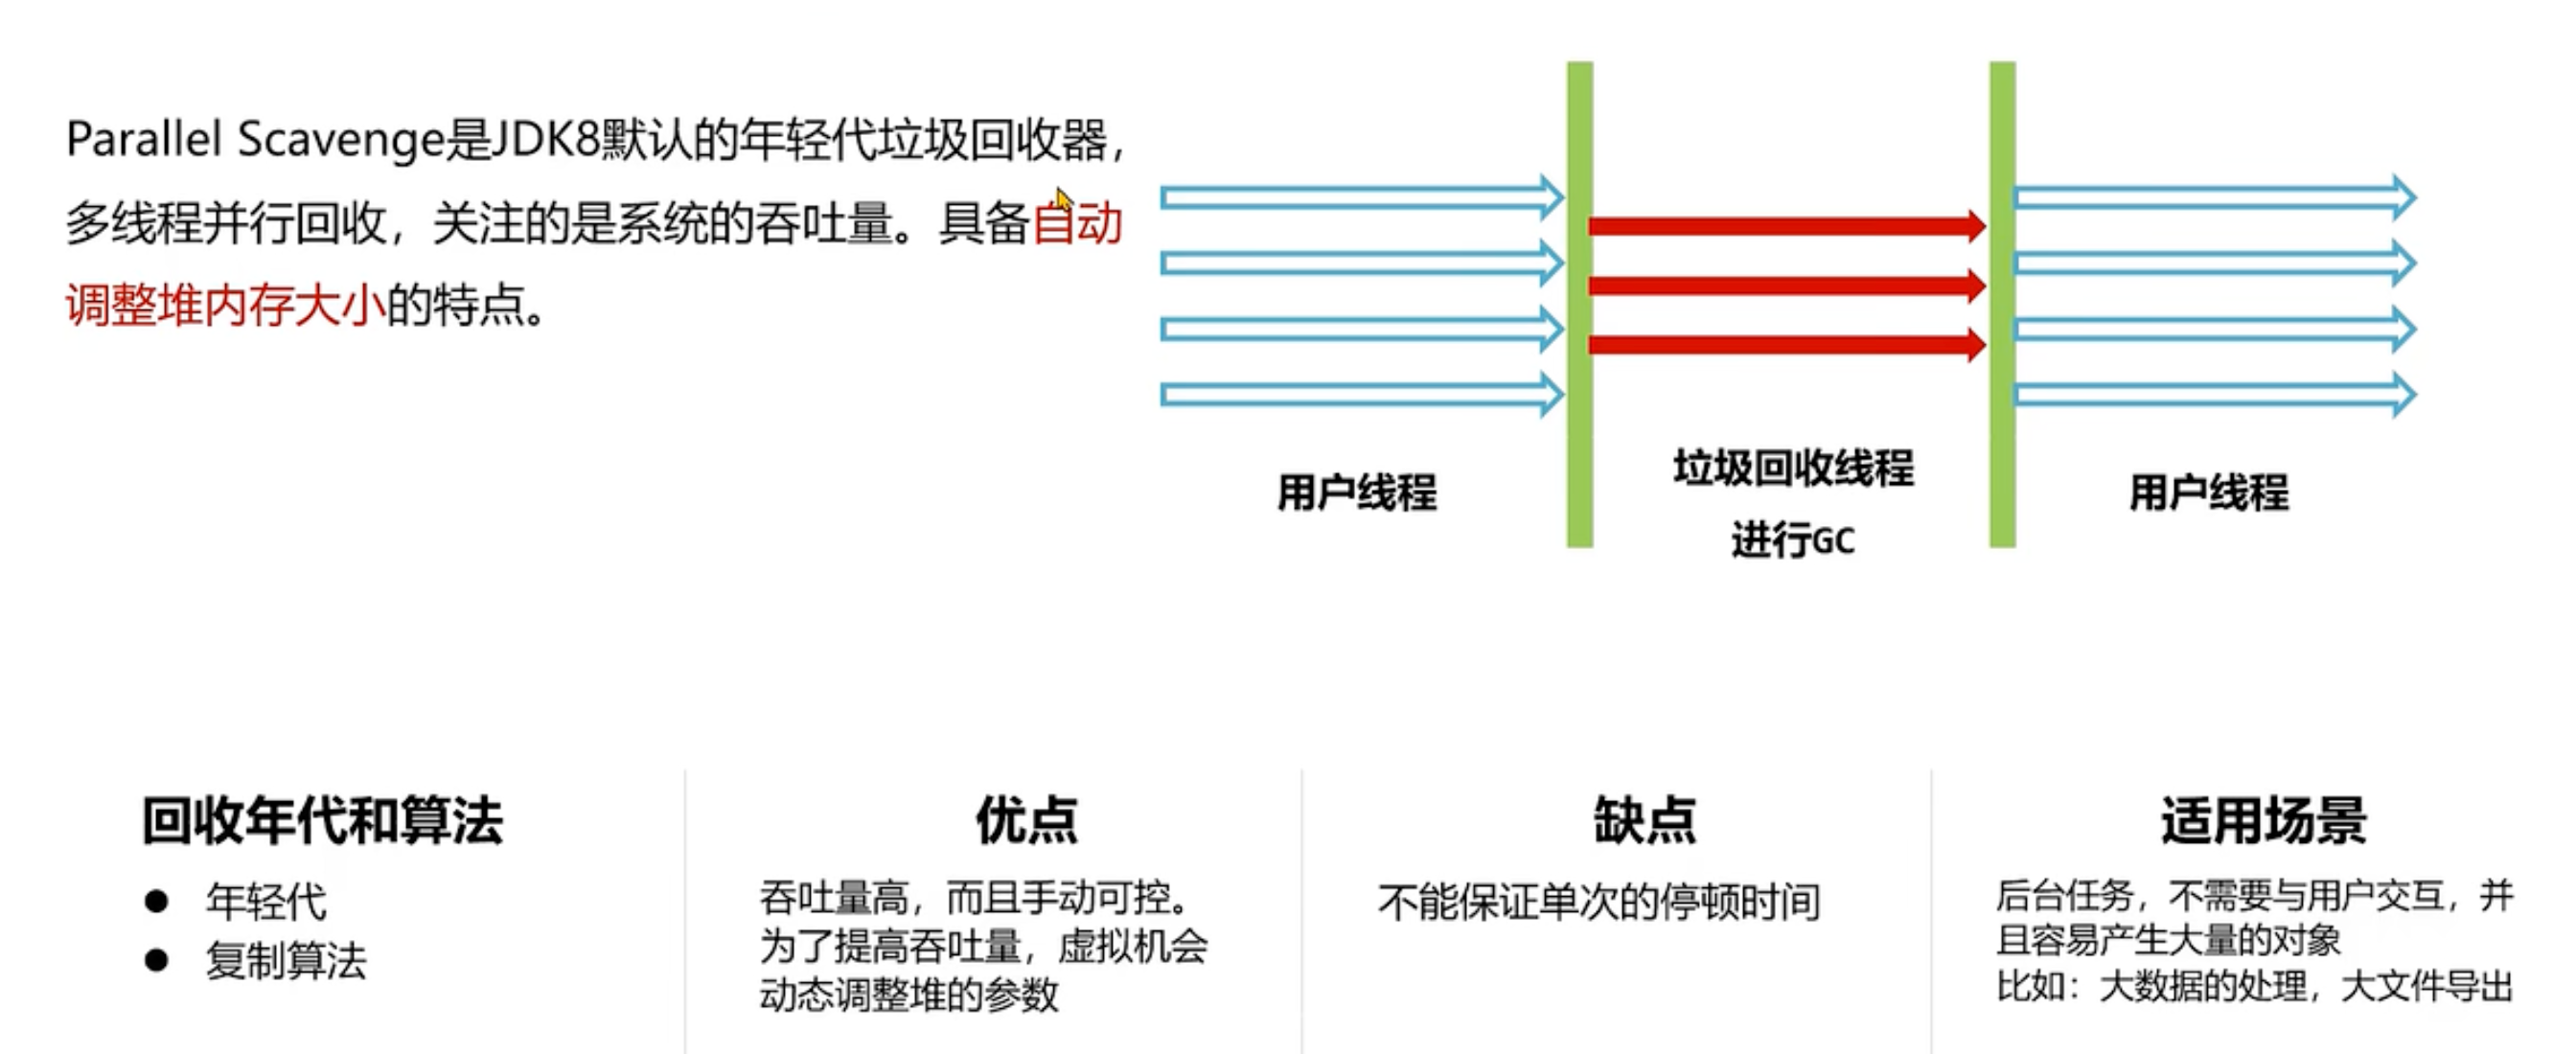 Parallel Scavenge是JDK8默认的年轻代垃圾回收器，
多线程并行回收，关注的是系统的吞吐量。具备自动
调整堆内存大小的特点。
用户线程
垃圾回收线程
进行GC
用户线程
回收年代和算法
● 年轻代
● 复制算法
优点
吞吐量高，而且手动可控。
为了提高吞吐量，虚拟机会
动态调整堆的参数
缺点
不能保证单次的停顿时间
适用场景
后台任务，不需要与用户交互，并
且容易产生大量的对象
比如：大数据的处理，大文件导出